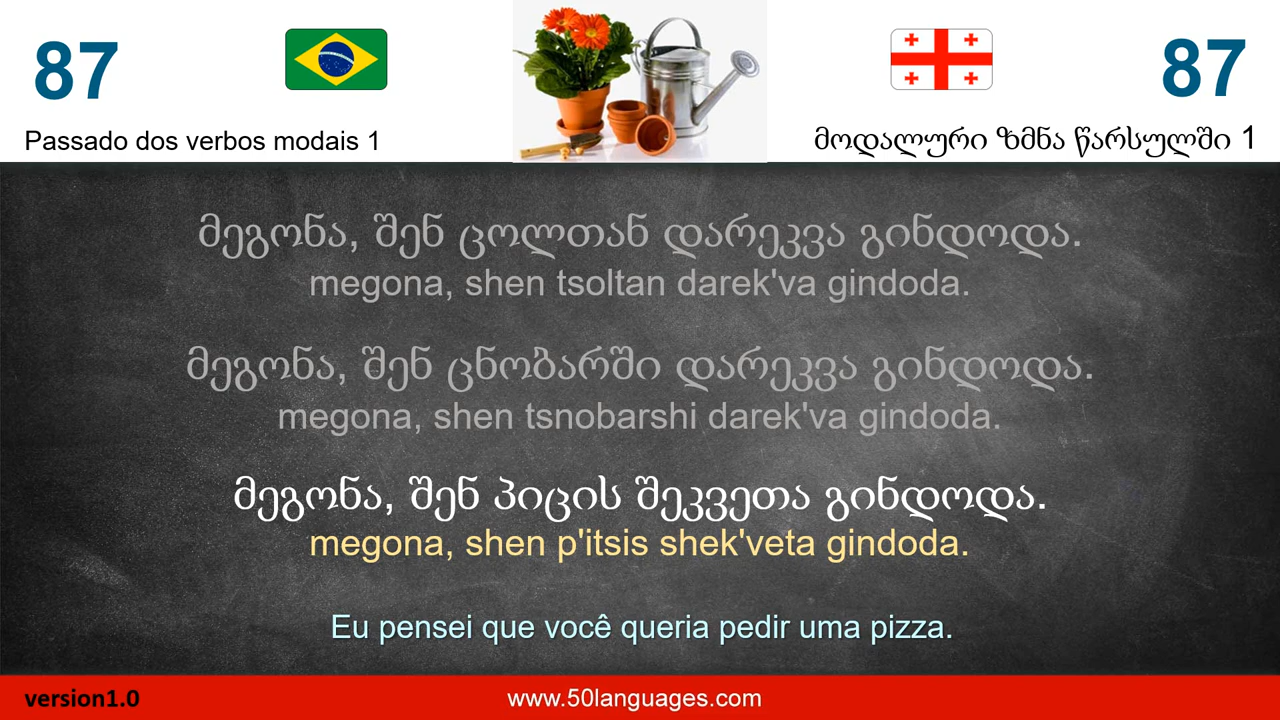 87
87
Passado dos verbos modais 1
მოდალური ზმნა წარსულში 1
მეგონა, შენ ცოლთან დარეკვა გინდოდა.
megona, shen tsoltan darek'va gindoda.
მეგონა, შენ ცნობარში დარეკვა გინდოდა.
megona, shen tsnobarshi darek'va gindoda.
მეგონა, შენ პიცის შეკვეთა გინდოდა.
megona, shen p'itsis shek'veta gindoda.
Eu pensei que você queria pedir uma pizza.
version1.0
www.50languages.com